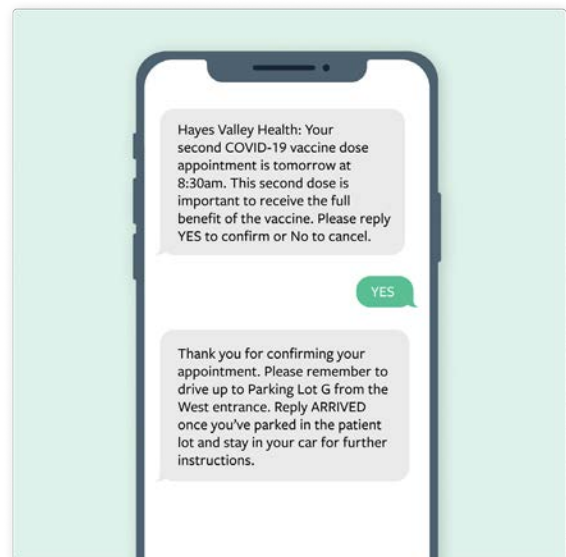 Hayes Valley Health: Your
second COVID-19 vaccine dose
appointment is tomorrow at
8:30am. This second dose is
important to receive the full
benefit of the vaccine. Please reply
YES to confirm or No to cancel.
YES
Thank you for confirming your
appointment. Please remember to
drive up to Parking Lot G from the
West entrance. Reply ARRIVED
once you've parked in the patient
lot and stay in your car for further
instructions.